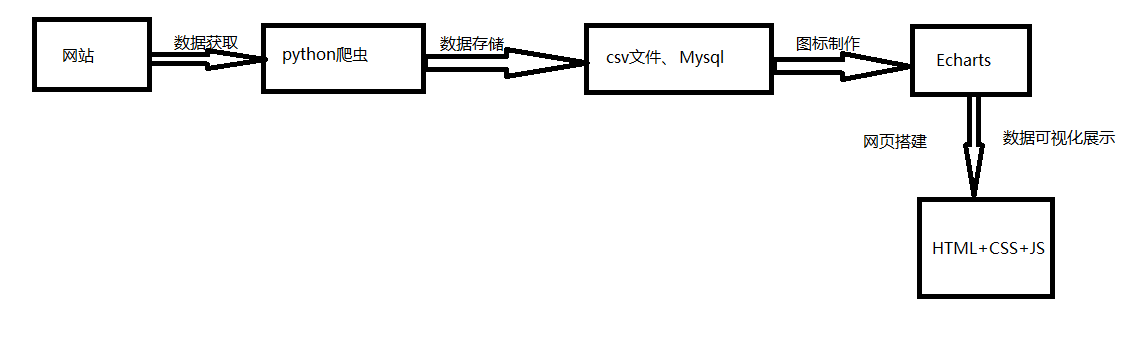 网站
数据获取
python爬虫
数据存储
csv文件、Mysql
图标制作
Echarts
网页搭建
数据可视化展示
HTML+CSS+JS